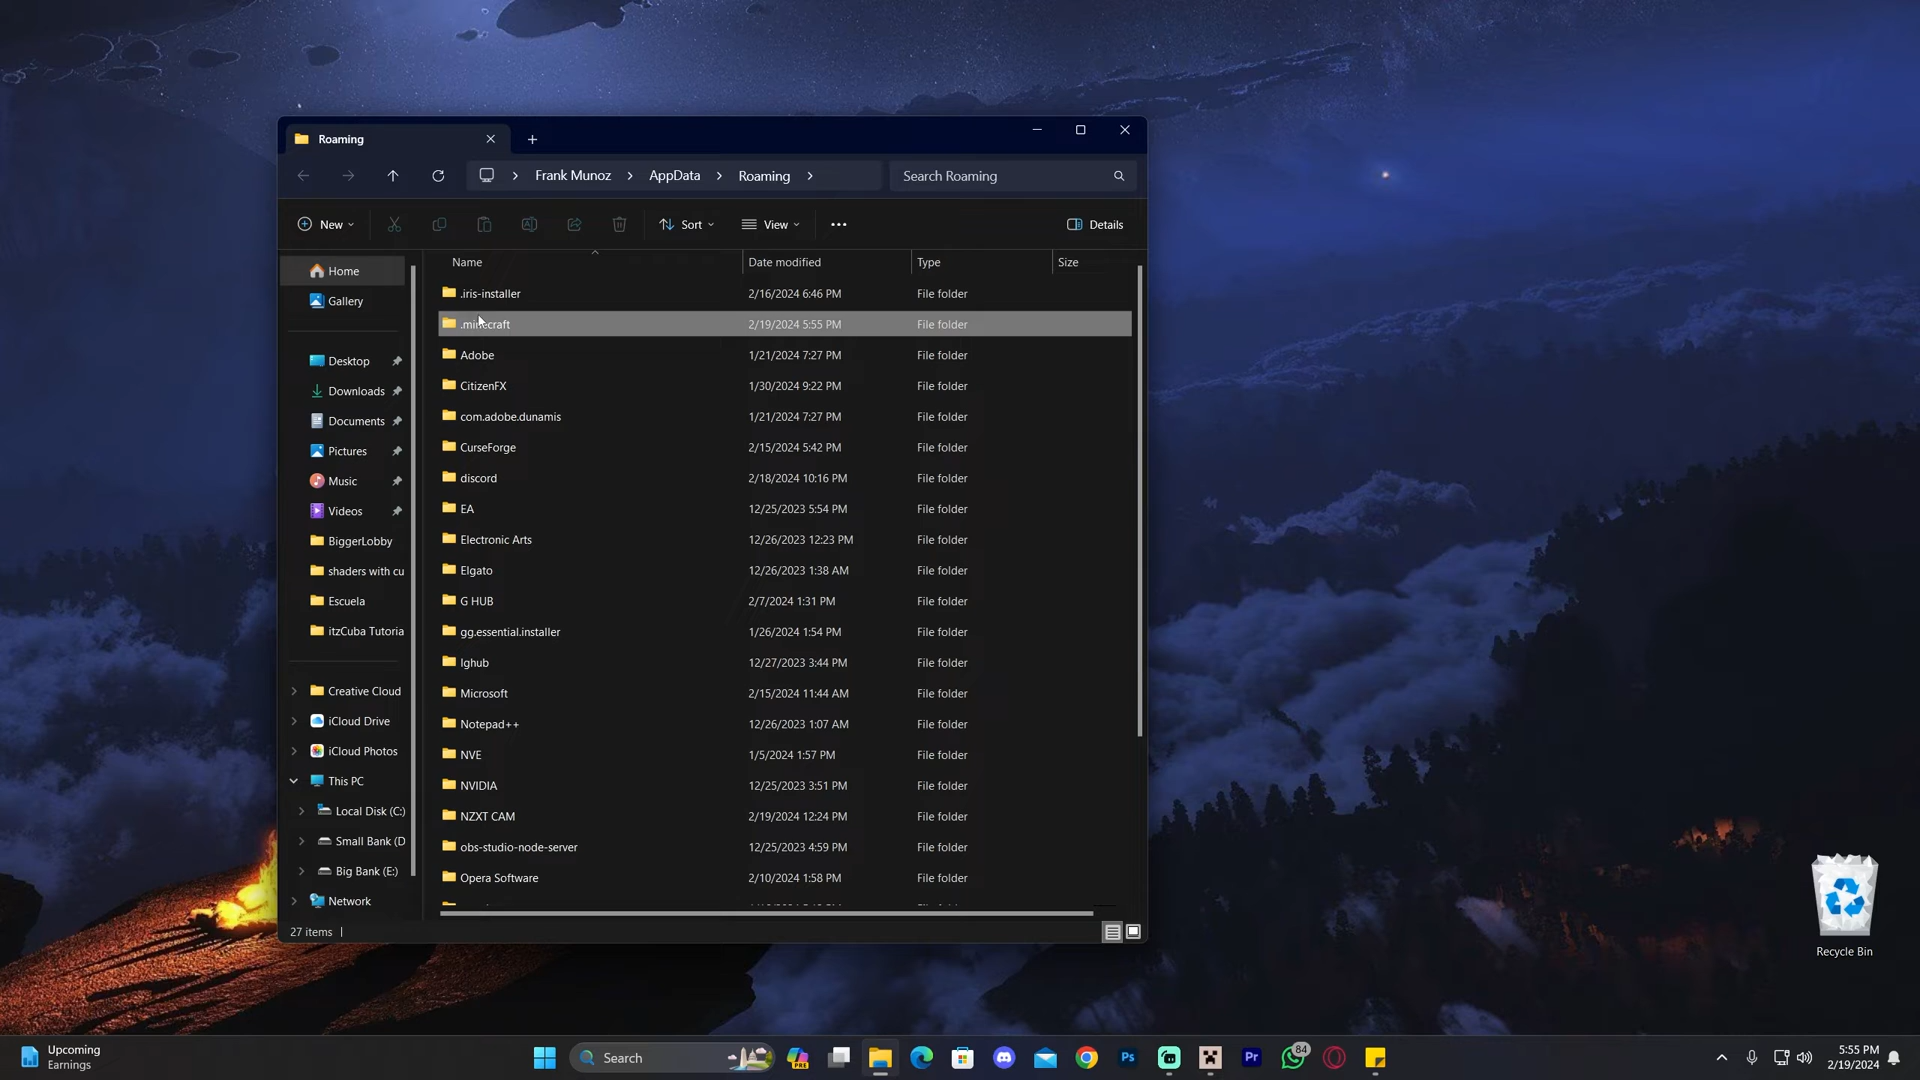 Roaming
Frank Munoz
AppData
Roaming
Search Roaming
New
Sort
View
Details
Name
Date modified
Type
Size
.iris-installer 2/16/2024 6:46 PM File folder
.minecraft 2/19/2024 5:55 PM File folder
Adobe 1/21/2024 7:27 PM File folder
CitizenFX 1/30/2024 9:22 PM File folder
com.adobe.dunamis 1/21/2024 7:27 PM File folder
CurseForge 2/15/2024 5:42 PM File folder
discord 2/18/2024 10:16 PM File folder
EA 12/25/2023 5:54 PM File folder
Electronic Arts 12/26/2023 12:23 PM File folder
Elgato 12/26/2023 1:38 AM File folder
G HUB 2/7/2024 1:31 PM File folder
gg.essential.installer 1/26/2024 1:54 PM File folder
lghub 12/27/2023 3:44 PM File folder
Microsoft 2/15/2024 11:44 AM File folder
Notepad++ 12/26/2023 1:07 AM File folder
NVE 1/5/2024 1:57 PM File folder
NVIDIA 12/25/2023 3:51 PM File folder
NZXT CAM 2/19/2024 12:24 PM File folder
obs-studio-node-server 12/25/2023 4:59 PM File folder
Opera Software 2/10/2024 1:58 PM File folder
Home
Gallery
Desktop
Downloads
Documents
Pictures
Music
Videos
BiggerLobby
shaders with cu
Escuela
itzCuba Tutoria
Creative Cloud
iCloud Drive
iCloud Photos
This PC
Local Disk (C:)
Small Bank (D
Big Bank (E:)
Network
27 items
Recycle Bin
Upcoming
Earnings
Search
PRE
Ps
Pr
84
5:55 PM
2/19/2024